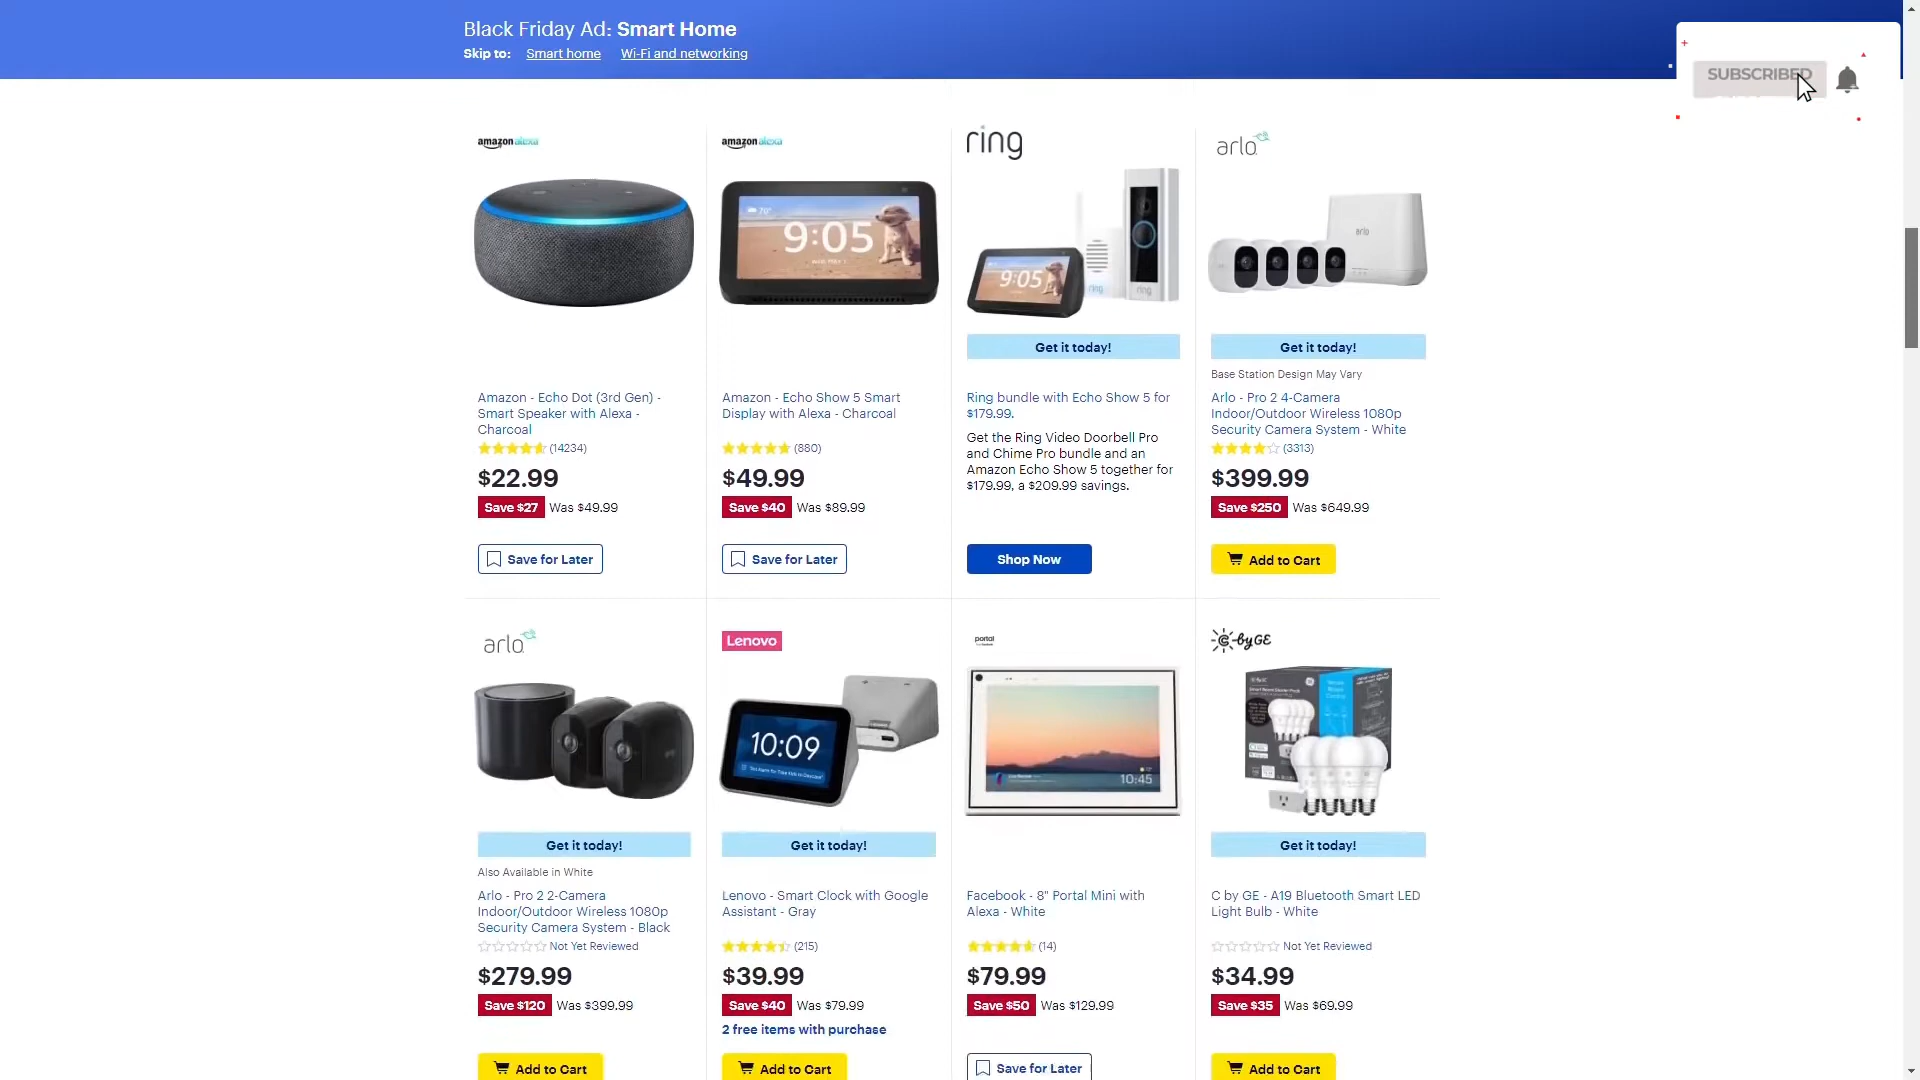 Black Friday Ad: Smart Home
Skip to: Smart home Wi-Fi and networking
SUBSCRIBED
amazon alexa
amazon alexa
ring
arlo
9:05
9:05
ring
ring
arlo
Get it today!
Get it today!
Base Station Design May Vary
Amazon - Echo Dot (3rd Gen) -
Smart Speaker with Alexa -
Charcoal
(14234)
$22.99
Save $27 Was $49.99
Save for Later
Amazon - Echo Show 5 Smart
Display with Alexa - Charcoal
(880)
$49.99
Save $40 Was $89.99
Save for Later
Ring bundle with Echo Show 5 for
$179.99.
Get the Ring Video Doorbell Pro
and Chime Pro bundle and an
Amazon Echo Show 5 together for
$179.99, a $209.99 savings.
Shop Now
Arlo - Pro 2 4-Camera
Indoor/Outdoor Wireless 1080p
Security Camera System - White
(3313)
$399.99
Save $250 Was $649.99
Add to Cart
arlo
Lenovo
portal
C by GE
10:09
10:45
Get it today!
Also Available in White
Arlo - Pro 2 2-Camera
Indoor/Outdoor Wireless 1080p
Security Camera System - Black
Not Yet Reviewed
$279.99
Save $120 Was $399.99
Add to Cart
Get it today!
Lenovo - Smart Clock with Google
Assistant - Gray
(215)
$39.99
Save $40 Was $79.99
2 free items with purchase
Add to Cart
Facebook - 8" Portal Mini with
Alexa - White
(14)
$79.99
Save $50 Was $129.99
Save for Later
Get it today!
C by GE - A19 Bluetooth Smart LED
Light Bulb - White
Not Yet Reviewed
$34.99
Save $35 Was $69.99
Add to Cart